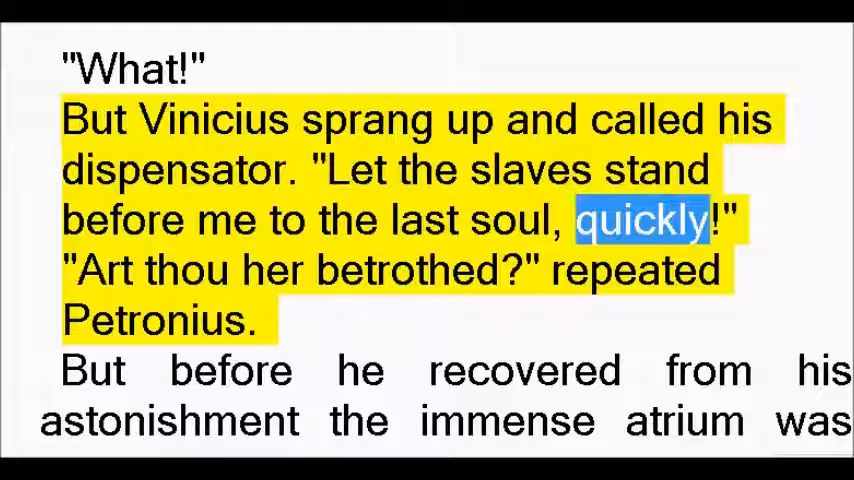 "What!"
But Vinicius sprang up and called his
dispensator. "Let the slaves stand
before me to the last soul, quickly!"
"Art thou her betrothed?" repeated
Petronius.
But before he recovered from his
astonishment the immense atrium was